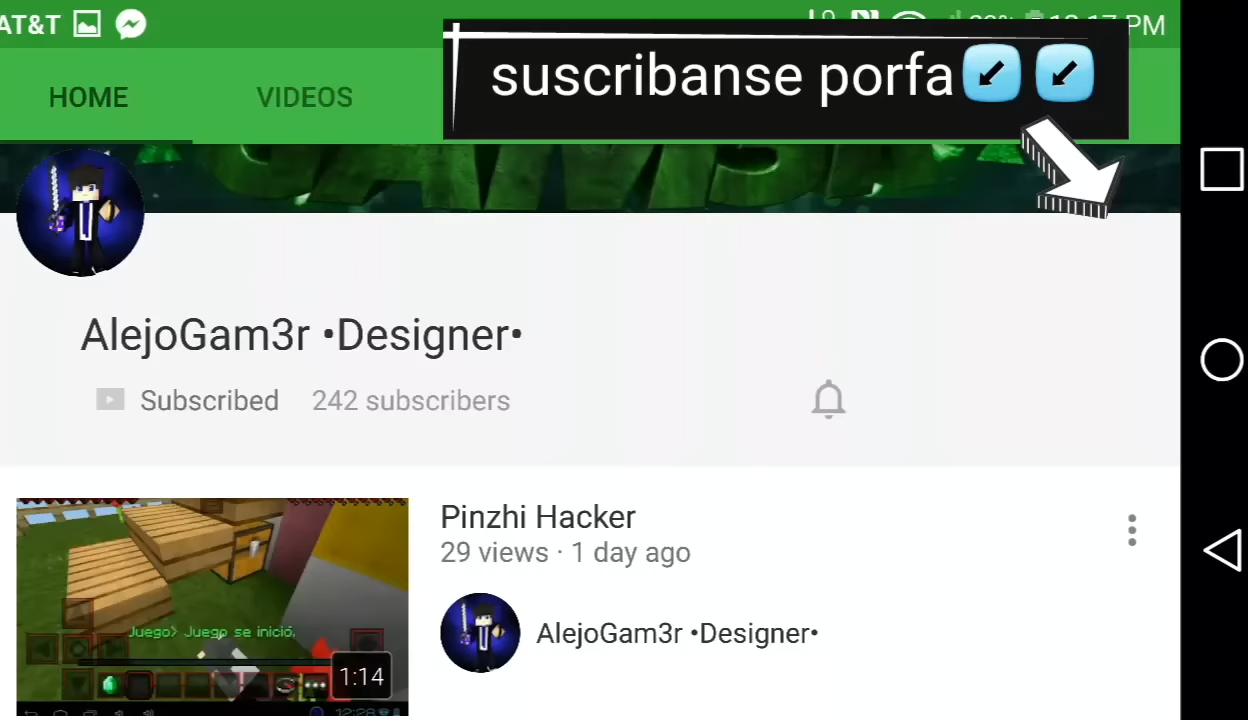 AT&T
PM
suscribanse porfa
HOME
VIDEOS
AlejoGam3r •Designer•
Subscribed
242 subscribers
Pinzhi Hacker
29 views · 1 day ago
AlejoGam3r •Designer•
Juego> Juego se inició.
1:14